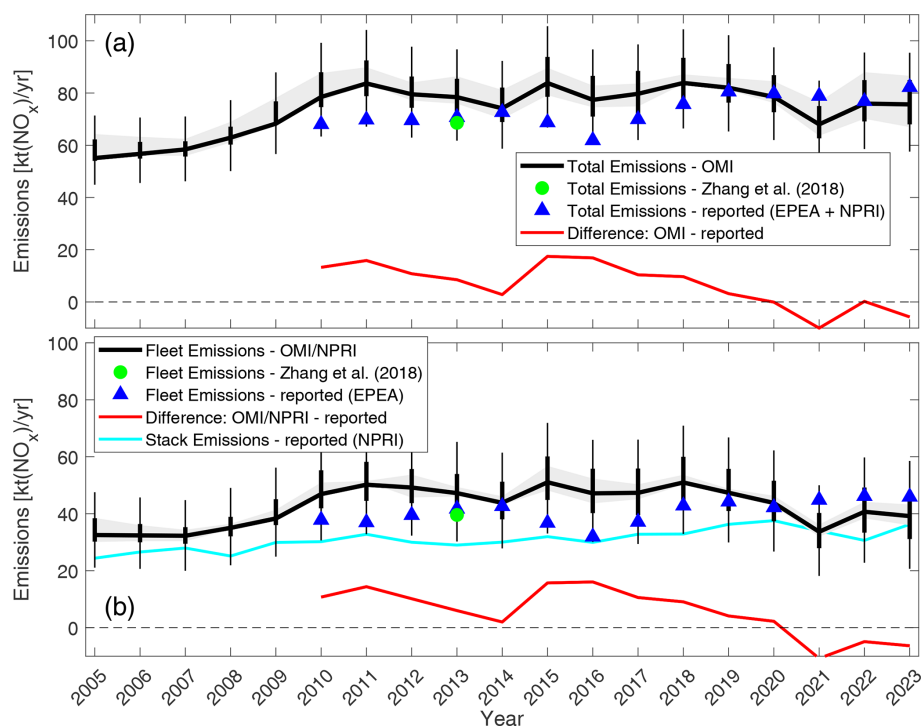 (a)
100
80
60
40
20
0
Emissions [kt(NOx)/yr]
Total Emissions - OMI
Total Emissions - Zhang et al. (2018)
Total Emissions - reported (EPEA + NPRI)
Difference: OMI - reported
100
80
60
40
20
0
Emissions [kt(NOx)/yr]
Fleet Emissions - OMI/NPRI
Fleet Emissions - Zhang et al. (2018)
Fleet Emissions - reported (EPEA)
Difference: OMI/NPRI - reported
Stack Emissions - reported (NPRI)
(b)
2005 2006 2007 2008 2009 2010 2011 2012 2013 2014 2015 2016 2017 2018 2019 2020 2021 2022 2023
Year